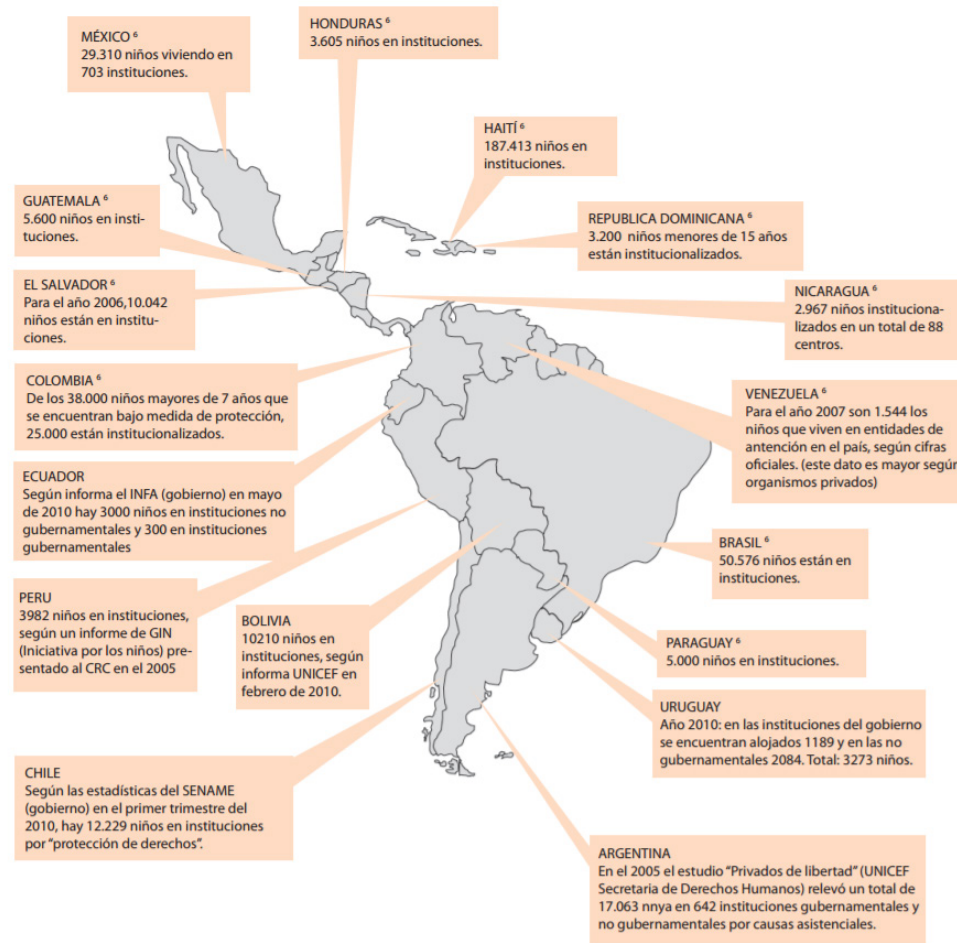 MÉXICO ⁶
29.310 niños viviendo en
703 instituciones.
HONDURAS ⁶
3.605 niños en instituciones.
HAITÍ ⁶
187.413 niños en
instituciones.
GUATEMALA ⁶
5.600 niños en insti-
tuciones.
REPUBLICA DOMINICANA ⁶
3.200 niños menores de 15 años
están institucionalizados.
EL SALVADOR ⁶
Para el año 2006,10.042
niños están en institu-
ciones.
NICARAGUA ⁶
2.967 niños instituciona-
lizados en un total de 88
centros.
COLOMBIA ⁶
De los 38.000 niños mayores de 7 años que
se encuentran bajo medida de protección,
25.000 están institucionalizados.
VENEZUELA ⁶
Para el año 2007 son 1.544 los
niños que viven en entidades de
antención en el país, según cifras
oficiales. (este dato es mayor según
organismos privados)
ECUADOR
Según informa el INFA (gobierno) en mayo
de 2010 hay 3000 niños en instituciones no
gubernamentales y 300 en instituciones
gubernamentales
BRASIL ⁶
50.576 niños están en
instituciones.
PERU
3982 niños en instituciones,
según un informe de GIN
(Iniciativa por los niños) pre-
sentado al CRC en el 2005
BOLIVIA
10210 niños en
instituciones, según
informa UNICEF en
febrero de 2010.
PARAGUAY ⁶
5.000 niños en instituciones.
URUGUAY
Año 2010: en las instituciones del gobierno
se encuentran alojados 1189 y en las no
gubernamentales 2084. Total: 3273 niños.
CHILE
Según las estadísticas del SENAME
(gobierno) en el primer trimestre del
2010, hay 12.229 niños en instituciones
por “protección de derechos”.
ARGENTINA
En el 2005 el estudio “Privados de libertad” (UNICEF
Secretaria de Derechos Humanos) relevó un total de
17.063 nnya en 642 instituciones gubernamentales y
no gubernamentales por causas asistenciales.